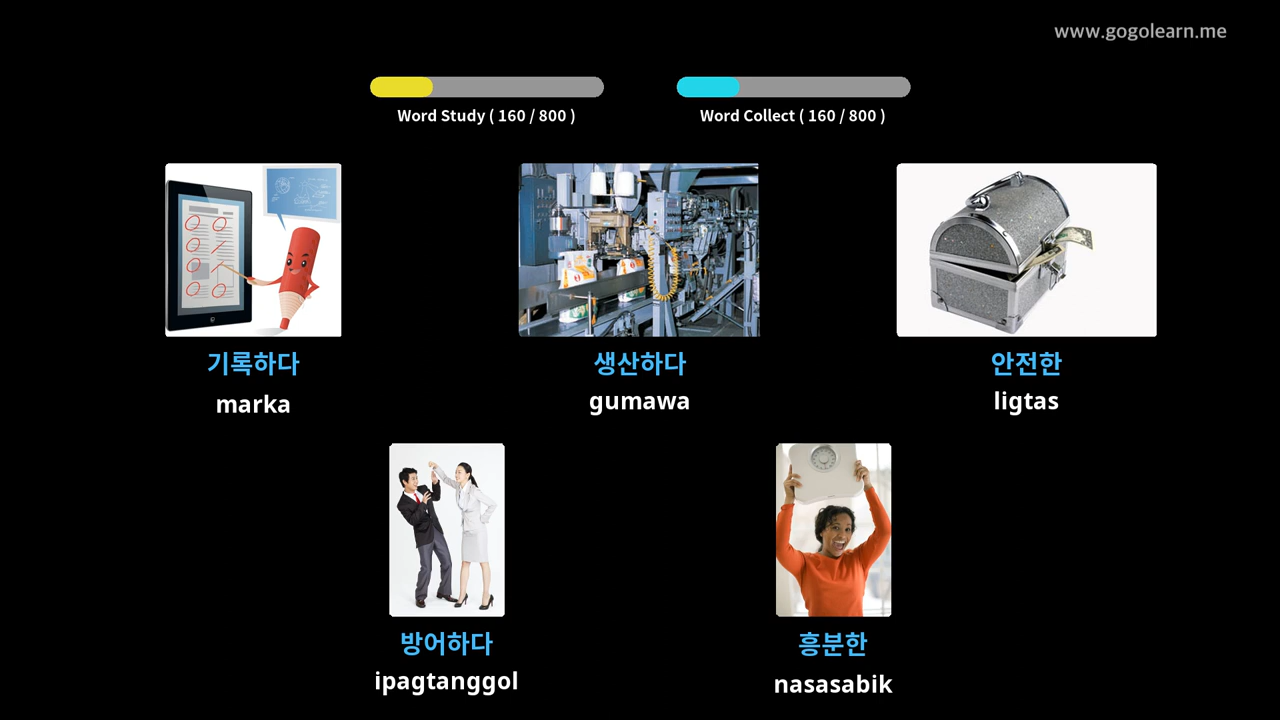 www.gogolearn.me
Word Study ( 160 / 800 )
Word Collect ( 160 / 800 )
기록하다
marka
생산하다
gumawa
안전한
ligtas
방어하다
ipagtanggol
흥분한
nasasabik